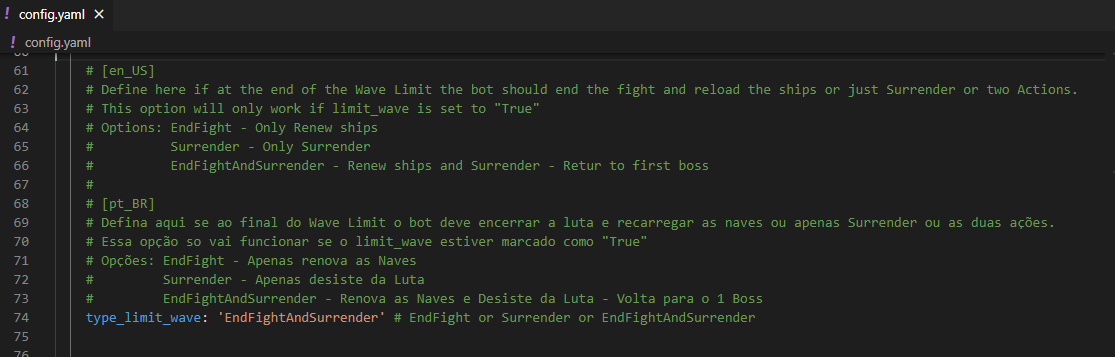 ! config.yaml ×
! config.yaml
61 # [en_US]
62 # Define here if at the end of the Wave Limit the bot should end the fight and reload the ships or just Surrender or two Actions.
63 # This option will only work if limit_wave is set to "True"
64 # Options: EndFight - Only Renew ships
65 # Surrender - Only Surrender
66 # EndFightAndSurrender - Renew ships and Surrender - Retur to first boss
67 #
68 # [pt_BR]
69 # Defina aqui se ao final do Wave Limit o bot deve encerrar a luta e recarregar as naves ou apenas Surrender ou as duas ações.
70 # Essa opção so vai funcionar se o limit_wave estiver marcado como "True"
71 # Opções: EndFight - Apenas renova as Naves
72 # Surrender - Apenas desiste da Luta
73 # EndFightAndSurrender - Renova as Naves e Desiste da Luta - Volta para o 1 Boss
74 type_limit_wave: 'EndFightAndSurrender' # EndFight or Surrender or EndFightAndSurrender
75
76